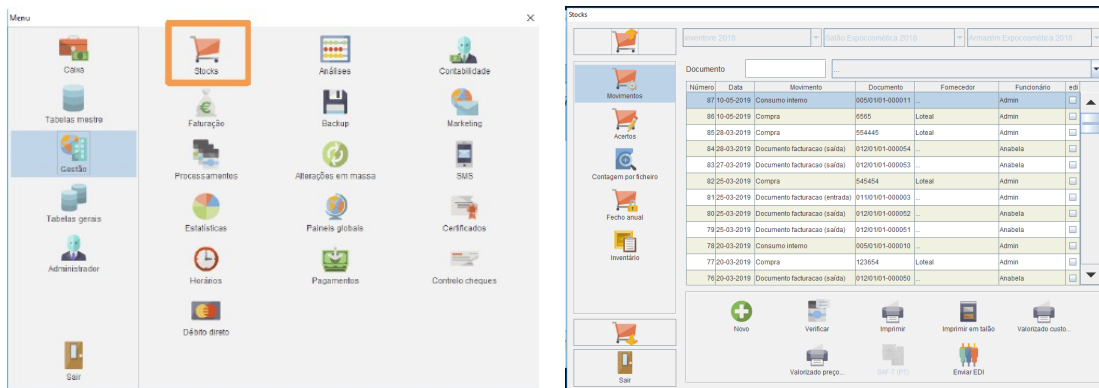 Menu
Caixa
Stocks
Análises
Contabilidade
Tabelas mestre
Faturação
Backup
Marketing
Gestão
Processamentos
Alterações em massa
SMS
Tabelas gerais
Estatísticas
Paineis globais
Certificados
Administrador
Horários
Pagamentos
Controlo cheques
Débito direto
Sair
Stocks
Inventore 2018 Salão Expocosmética 2018 Armazém Expocosmética 2018
Documento ...
Número Data Movimento Documento Fornecedor Funcionário edi
87 10-05-2019 Consumo interno 005/01/01-000011 ... Admin
86 10-05-2019 Compra 6565 Loteal Admin
85 28-03-2019 Compra 554445 Loteal Admin
84 28-03-2019 Documento facturacao (saída) 012/01/01-000054 ... Anabela
83 27-03-2019 Documento facturacao (saída) 012/01/01-000053 ... Anabela
82 25-03-2019 Compra 545454 Loteal Admin
81 25-03-2019 Documento facturacao (entrada) 011/01/01-000003 ... Admin
80 25-03-2019 Documento facturacao (saída) 012/01/01-000052 ... Anabela
79 25-03-2019 Documento facturacao (saída) 012/01/01-000051 ... Anabela
78 20-03-2019 Consumo interno 005/01/01-000010 ... Admin
77 20-03-2019 Compra 123654 Loteal Admin
76 20-03-2019 Documento facturacao (saída) 012/01/01-000050 ... Anabela
Movimentos
Acertos
Contagem por ficheiro
Fecho anual
Inventário
Novo
Verificar
Imprimir
Imprimir em talão
Valorizado custo...
Valorizado preço...
SAF-T (PT)
Enviar EDI
Sair